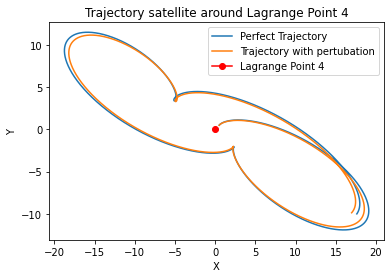 Trajectory satellite around Lagrange Point 4
Perfect Trajectory
Trajectory with pertubation
Lagrange Point 4
10
5
0
−5
−10
Y
−20
−15
−10
−5
0
5
10
15
20
X